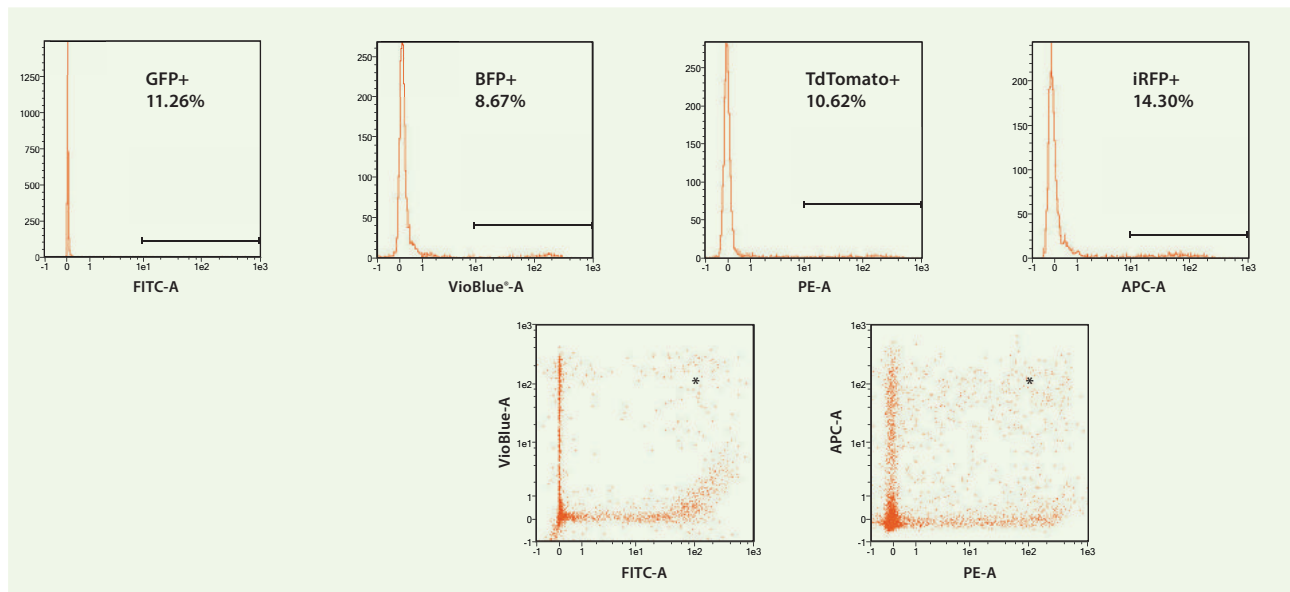 GFP+
11.26%
1250
1000
750
500
250
0
-1 0 1 1e1 1e2 1e3
FITC-A
BFP+
8.67%
250
200
150
100
50
0
-1 0 1 1e1 1e2 1e3
VioBlue®-A
TdTomato+
10.62%
250
200
150
100
50
0
-1 0 1 1e1 1e2 1e3
PE-A
iRFP+
14.30%
200
150
100
50
0
-1 0 1 1e1 1e2 1e3
APC-A
1e3
1e2
1e1
1
0
-1
VioBlue-A
*
-1 0 1 1e1 1e2 1e3
FITC-A
1e3
1e2
1e1
1
0
-1
APC-A
*
-1 0 1 1e1 1e2 1e3
PE-A